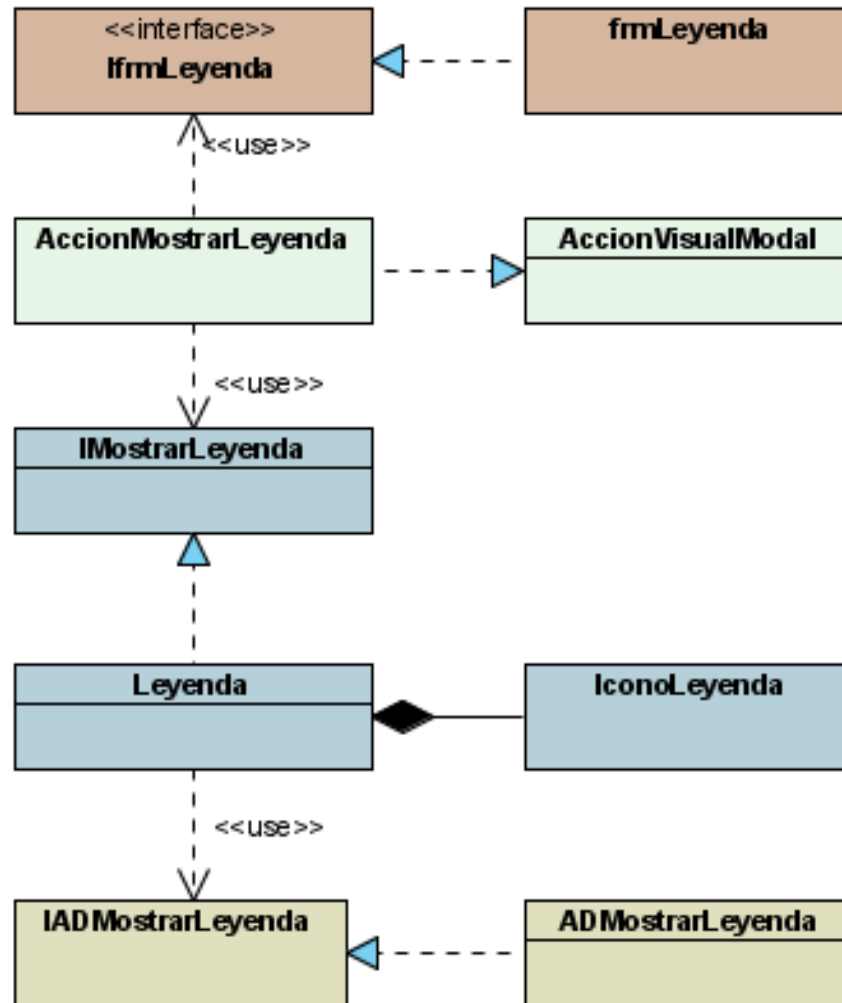 <<interface>>
IfrmLeyenda
frmLeyenda
<<use>>
AccionMostrarLeyenda
AccionVisualModal
<<use>>
IMostrarLeyenda
Leyenda
IconoLeyenda
<<use>>
IADMostrarLeyenda
ADMostrarLeyenda